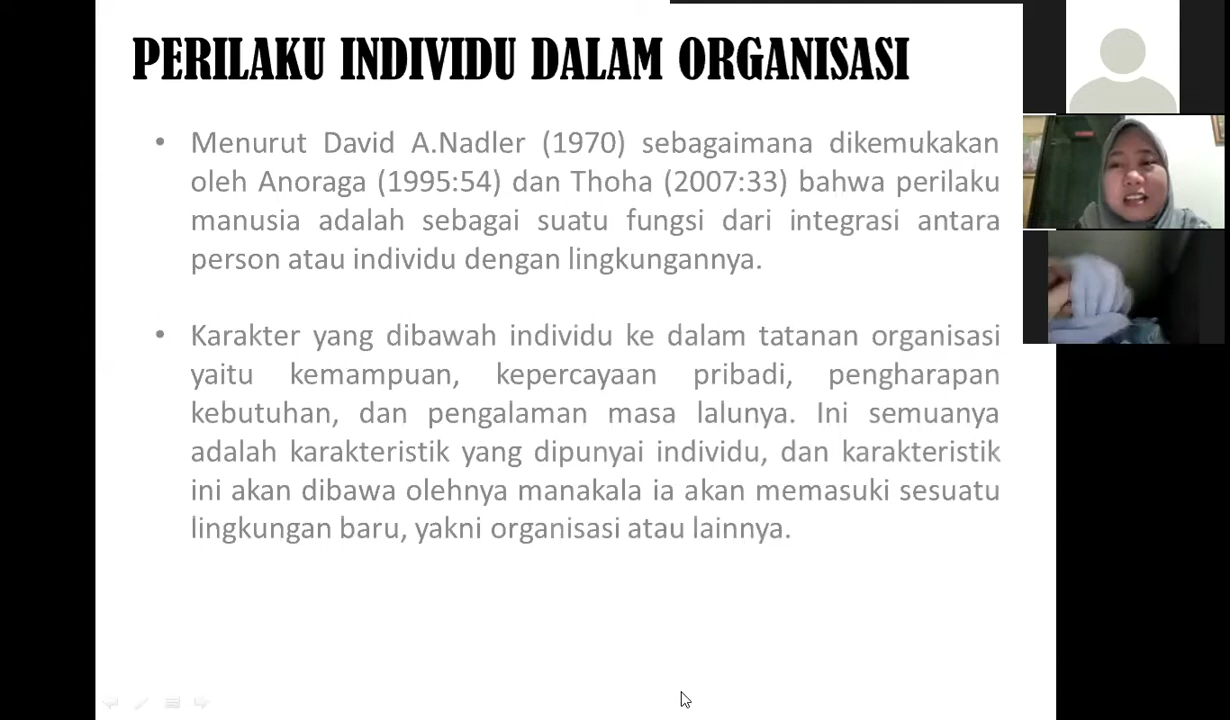 PERILAKU INDIVIDU DALAM ORGANISASI
• Menurut David A.Nadler (1970) sebagaimana dikemukakan
oleh Anoraga (1995:54) dan Thoha (2007:33) bahwa perilaku
manusia adalah sebagai suatu fungsi dari integrasi antara
person atau individu dengan lingkungannya.
• Karakter yang dibawah individu ke dalam tatanan organisasi
yaitu kemampuan, kepercayaan pribadi, pengharapan
kebutuhan, dan pengalaman masa lalunya. Ini semuanya
adalah karakteristik yang dipunyai individu, dan karakteristik
ini akan dibawa olehnya manakala ia akan memasuki sesuatu
lingkungan baru, yakni organisasi atau lainnya.